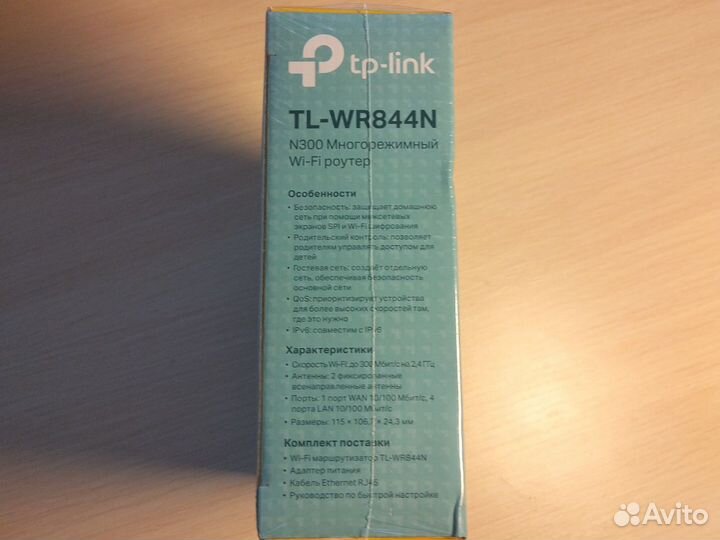 tp-link
TL-WR844N
N300 Многорежимный
Wi-Fi роутер
Особенности
• Безопасность: защищает домашнюю
сеть при помощи межсетевых
экранов SPI и Wi-Fi шифрования
• Родительский контроль: позволяет
родителям управлять доступом для
детей
• Гостевая сеть: создаёт отдельную
сеть, обеспечивая безопасность
основной сети
• QoS: приоритизирует устройства
для более высоких скоростей там,
где это нужно
• IPv6: совместим с IPv6
Характеристики
• Скорость Wi-Fi: до 300 Мбит/с на 2,4 ГГц
• Антенны: 2 фиксированные
всенаправленные антенны
• Порты: 1 порт WAN 10/100 Мбит/с, 4
порта LAN 10/100 Мбит/с
• Размеры: 115 × 106,7 × 24,3 мм
Комплект поставки
• Wi-Fi маршрутизатор TL-WR844N
• Адаптер питания
• Кабель Ethernet RJ45
• Руководство по быстрой настройке
Avito